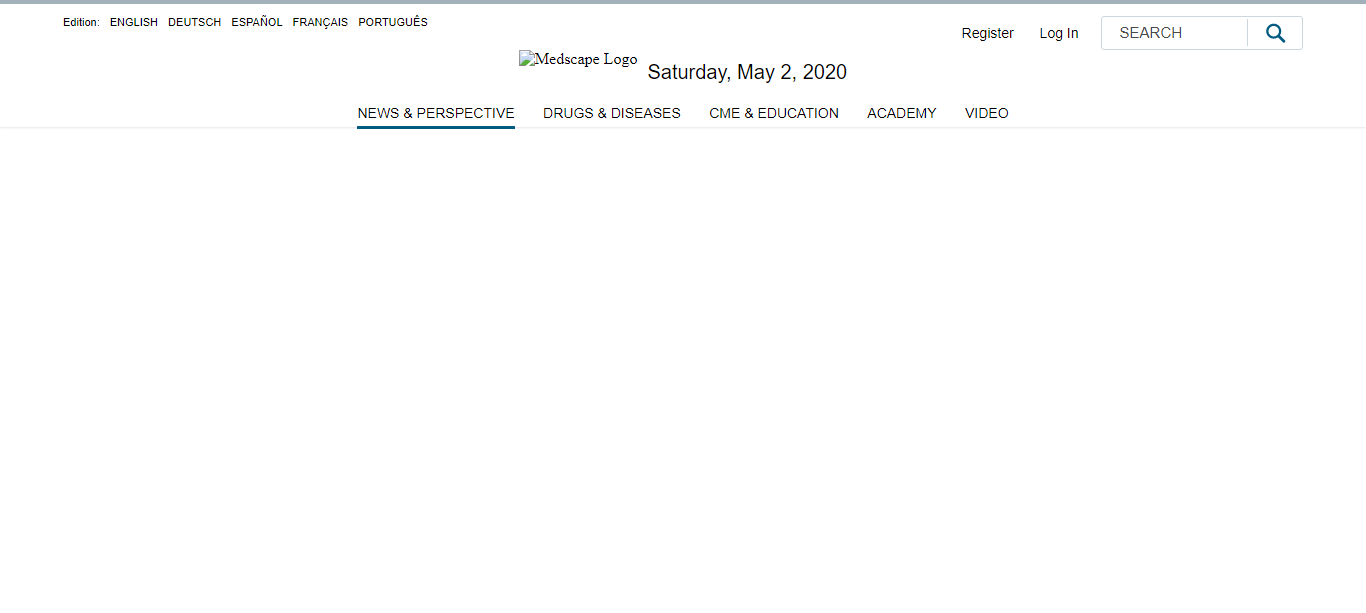 Edition: ENGLISH DEUTSCH ESPAÑOL FRANÇAIS PORTUGUÊS
Register Log In SEARCH
Medscape Logo Saturday, May 2, 2020
NEWS & PERSPECTIVE DRUGS & DISEASES CME & EDUCATION ACADEMY VIDEO